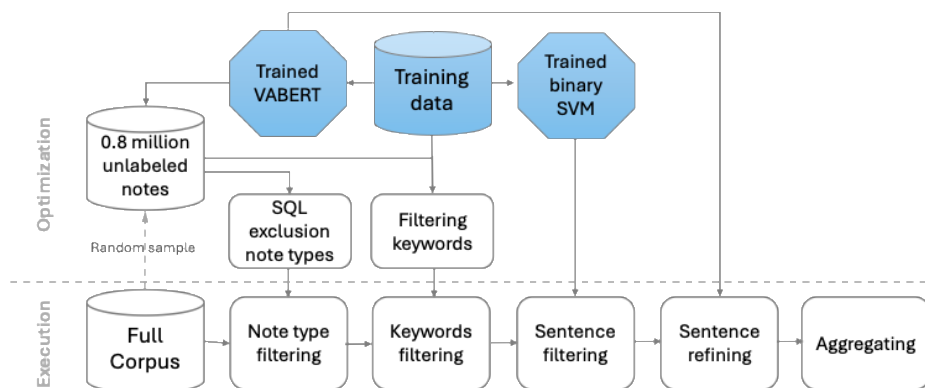 Optimization
Trained
VABERT
Training
data
Trained
binary
SVM
0.8 million
unlabeled
notes
SQL
exclusion
note types
Filtering
keywords
Random sample
Execution
Full
Corpus
Note type
filtering
Keywords
filtering
Sentence
filtering
Sentence
refining
Aggregating